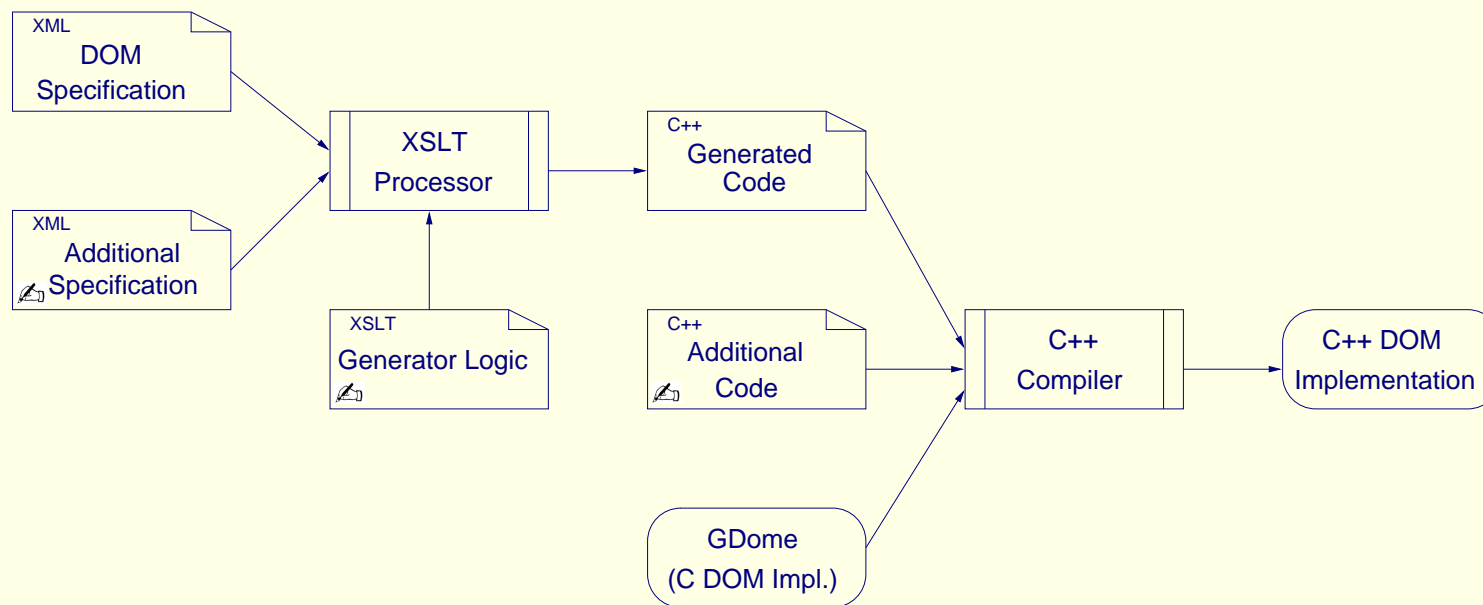 XML
DOM
Specification
XML
Additional
Specification
XSLT
Processor
XSLT
Generator Logic
C++
Generated
Code
C++
Additional
Code
GDome
(C DOM Impl.)
C++
Compiler
C++ DOM
Implementation